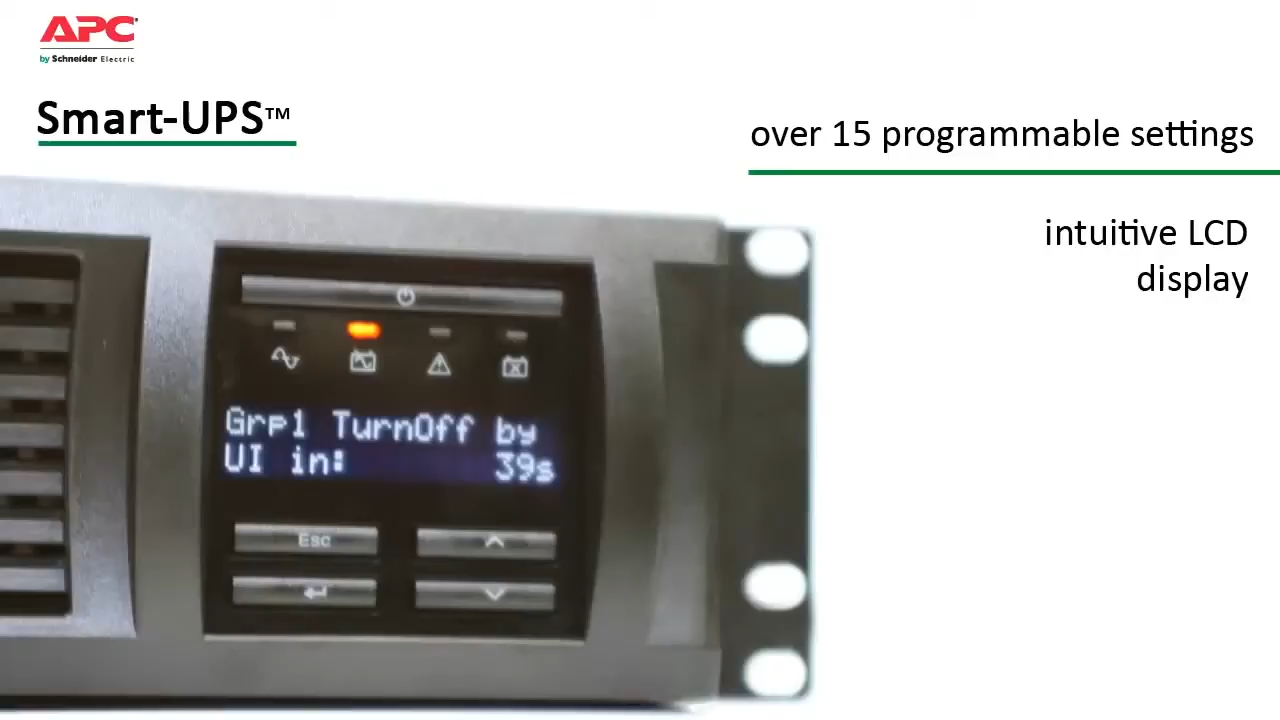 APC
by Schneider Electric
Smart-UPS™
over 15 programmable settings
intuitive LCD
display
Grp1 TurnOff by
UI in: 39s
Esc